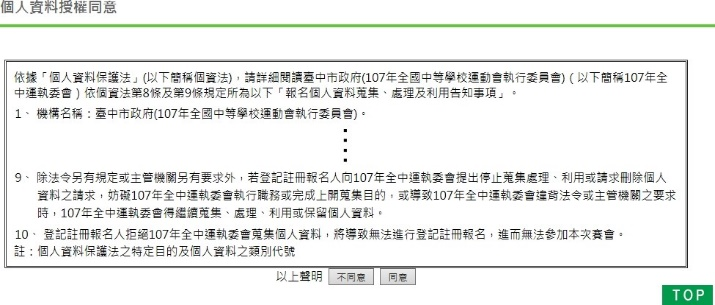 個人資料授權同意
依據「個人資料保護法」(以下簡稱個資法)，請詳細閱讀臺中市政府(107年全國中等學校運動會執行委員會)（以下簡稱107年全
中運執委會）依個資法第8條及第9條規定所為以下「報名個人資料蒐集、處理及利用告知事項」。
1、 機構名稱：臺中市政府(107年全國中等學校運動會執行委員會)。
9、 除法令另有規定或主管機關另有要求外，若登記註冊報名人向107年全中運執委會提出停止蒐集處理、利用或請求刪除個人
資料之請求，妨礙107年全中運執委會執行職務或完成上開蒐集目的，或導致107年全中運執委會違背法令或主管機關之要求
時，107年全中運執委會得繼續蒐集、處理、利用或保留個人資料。
10、 登記註冊報名人拒絕107年全中運執委會蒐集個人資料，將導致無法進行登記註冊報名，進而無法參加本次賽會。
註：個人資料保護法之特定目的及個人資料之類別代號
以上聲明 不同意 同意
TOP